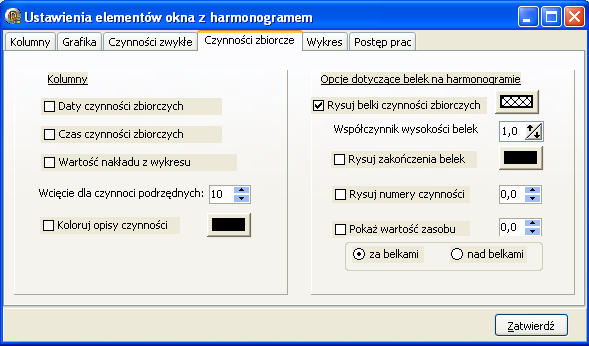 Ustawienia elementów okna z harmonogramem
Kolumny Grafika Czynności zwykłe Czynności zbiorcze Wykres Postęp prac
Kolumny
Daty czynności zbiorczych
Czas czynności zbiorczych
Wartość nakładu z wykresu
Wcięcie dla czynnoci podrzędnych: 10
Koloruj opisy czynności
Opcje dotyczące belek na harmonogramie
Rysuj belki czynności zbiorczych
Współczynnik wysokości belek 1,0
Rysuj zakończenia belek
Rysuj numery czynności 0,0
Pokaż wartość zasobu 0,0
za belkami nad belkami
Zatwierdź